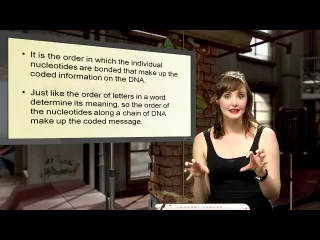 • It is the order in which the individual
nucleotides are bonded that make up the
coded information on the DNA.
• Just like the order of letters in a word
determine its meaning, so the order of
the nucleotides along a chain of DNA
make up the coded message.